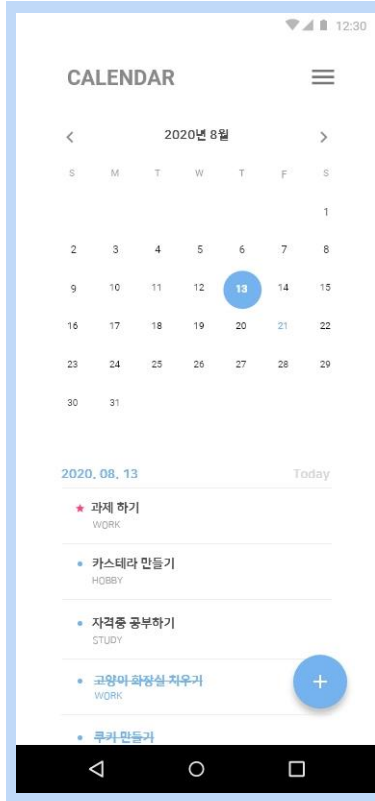 12:30
CALENDAR
2020년 8월
S M T W T F S
1
2 3 4 5 6 7 8
9 10 11 12 13 14 15
16 17 18 19 20 21 22
23 24 25 26 27 28 29
30 31
2020. 08. 13 Today
과제 하기
WORK
카스테라 만들기
HOBBY
자격중 공부하기
STUDY
고양이 화장실 치우기
WORK
쿠키 만들기